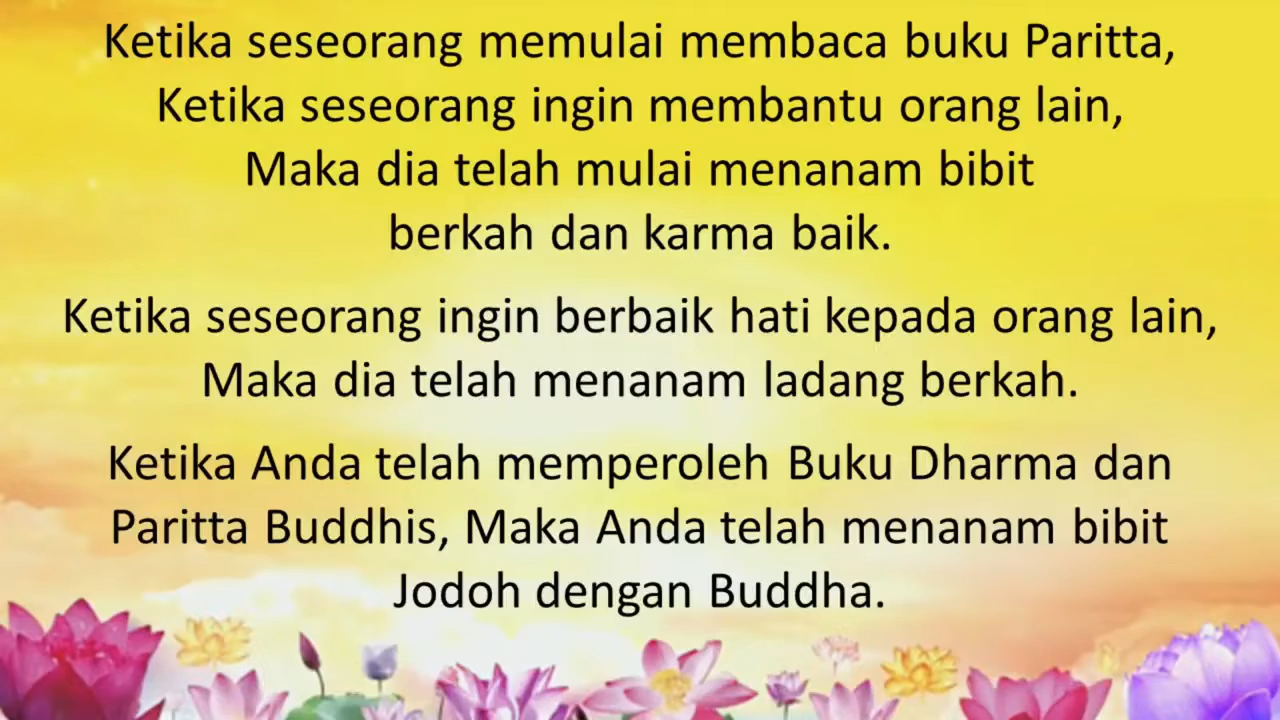 Ketika seseorang memulai membaca buku Paritta,
Ketika seseorang ingin membantu orang lain,
Maka dia telah mulai menanam bibit
berkah dan karma baik.
Ketika seseorang ingin berbaik hati kepada orang lain,
Maka dia telah menanam ladang berkah.
Ketika Anda telah memperoleh Buku Dharma dan
Paritta Buddhis, Maka Anda telah menanam bibit
Jodoh dengan Buddha.